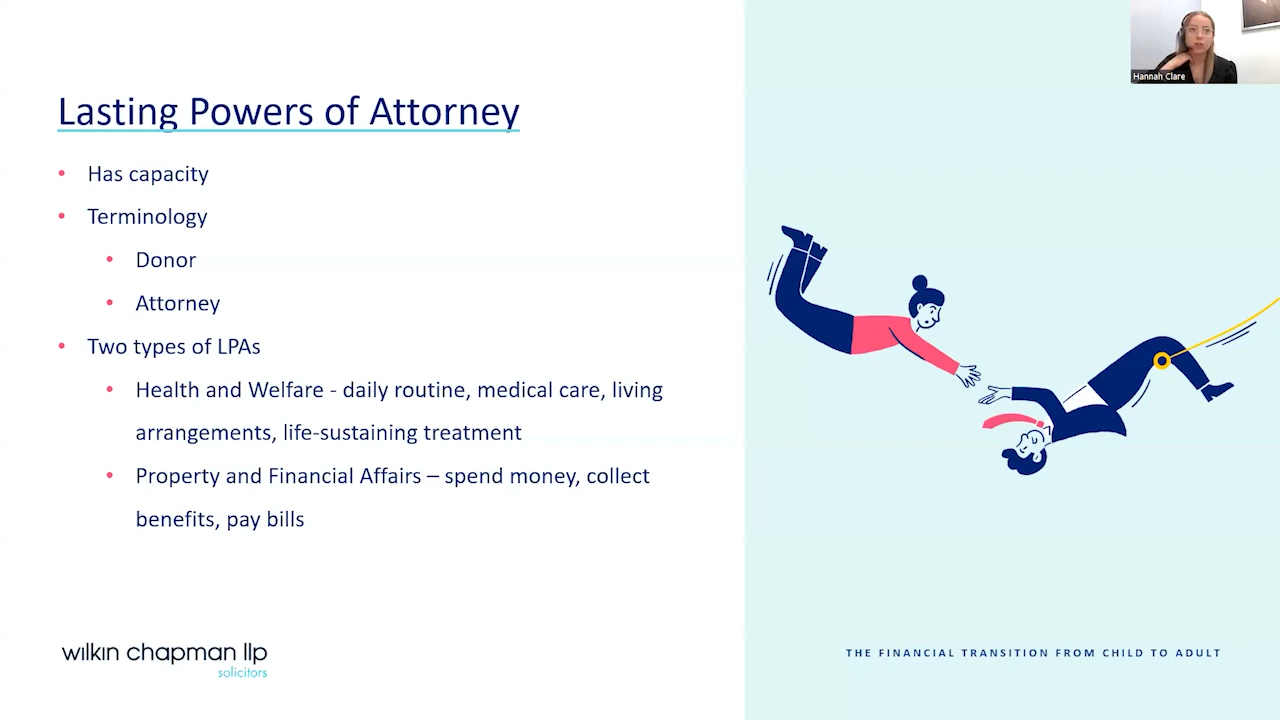 Hannah Clare
Lasting Powers of Attorney
• Has capacity
• Terminology
• Donor
• Attorney
• Two types of LPAs
• Health and Welfare - daily routine, medical care, living
arrangements, life-sustaining treatment
• Property and Financial Affairs – spend money, collect
benefits, pay bills
wilkin chapman llp
solicitors
THE FINANCIAL TRANSITION FROM CHILD TO ADULT